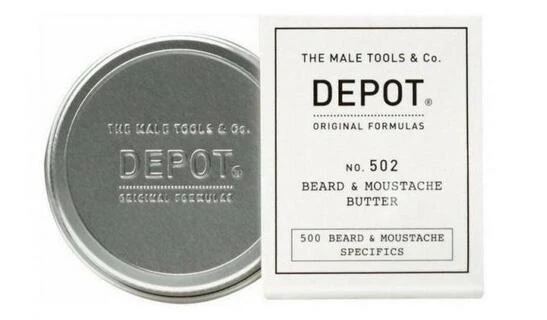 THE MALE TOOLS & Co.
DEPOT®
ORIGINAL FORMULAS
THE MALE TOOLS & Co.
DEPOT®
ORIGINAL FORMULAS
NO. 502
BEARD & MOUSTACHE
BUTTER
500 BEARD & MOUSTACHE
SPECIFICS